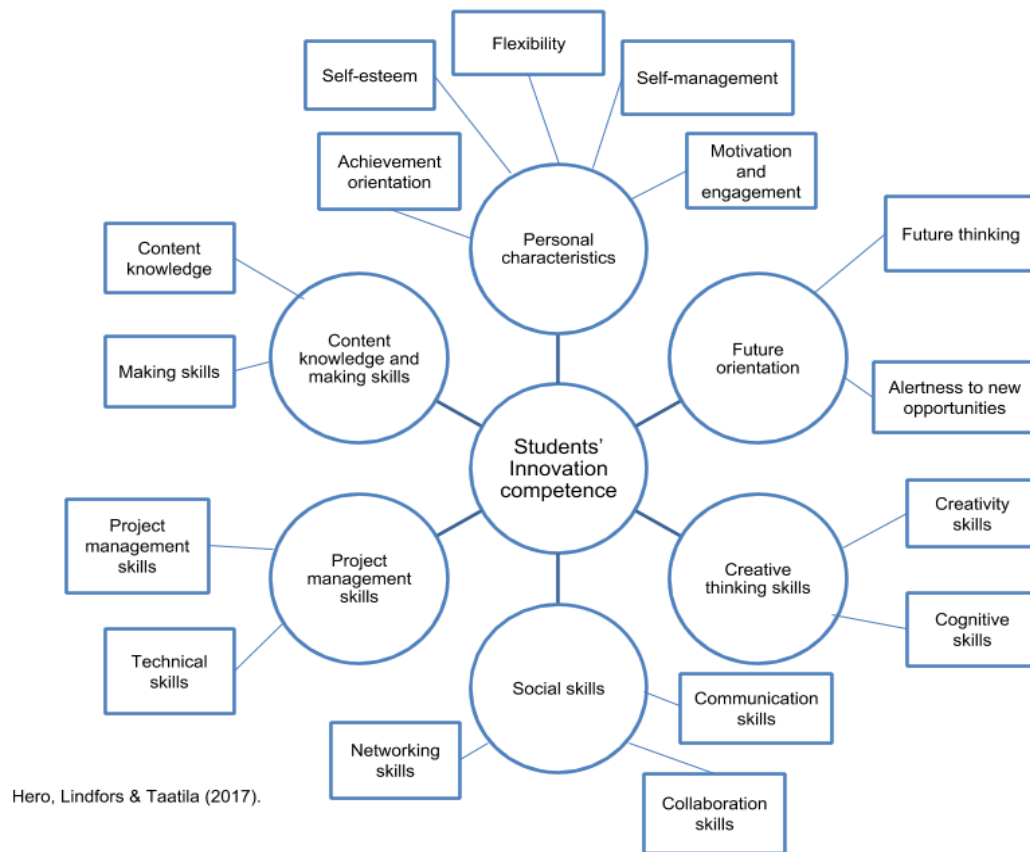 Flexibility
Self-esteem
Self-management
Achievement
orientation
Motivation
and
engagement
Personal
characteristics
Content
knowledge
Future thinking
Content
knowledge and
making skills
Future
orientation
Making skills
Alertness to new
opportunities
Students’
Innovation
competence
Creativity
skills
Project
management
skills
Project
management
skills
Creative
thinking skills
Cognitive
skills
Technical
skills
Social skills
Communication
skills
Networking
skills
Collaboration
skills
Hero, Lindfors & Taatila (2017).